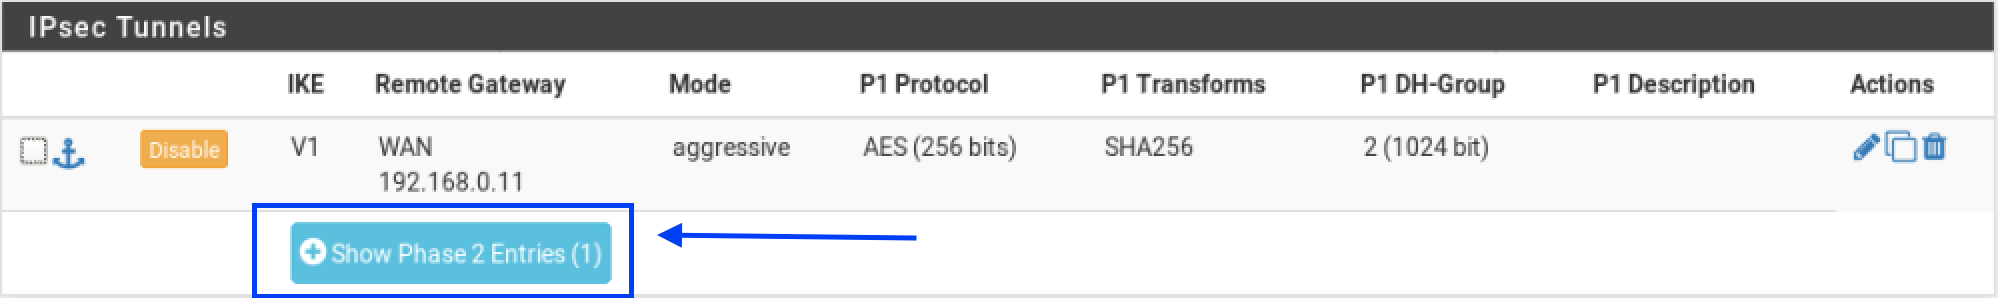 IPsec Tunnels
IKE Remote Gateway Mode P1 Protocol P1 Transforms P1 DH-Group P1 Description Actions
Disable V1 WAN aggressive AES (256 bits) SHA256 2 (1024 bit)
192.168.0.11
Show Phase 2 Entries (1)